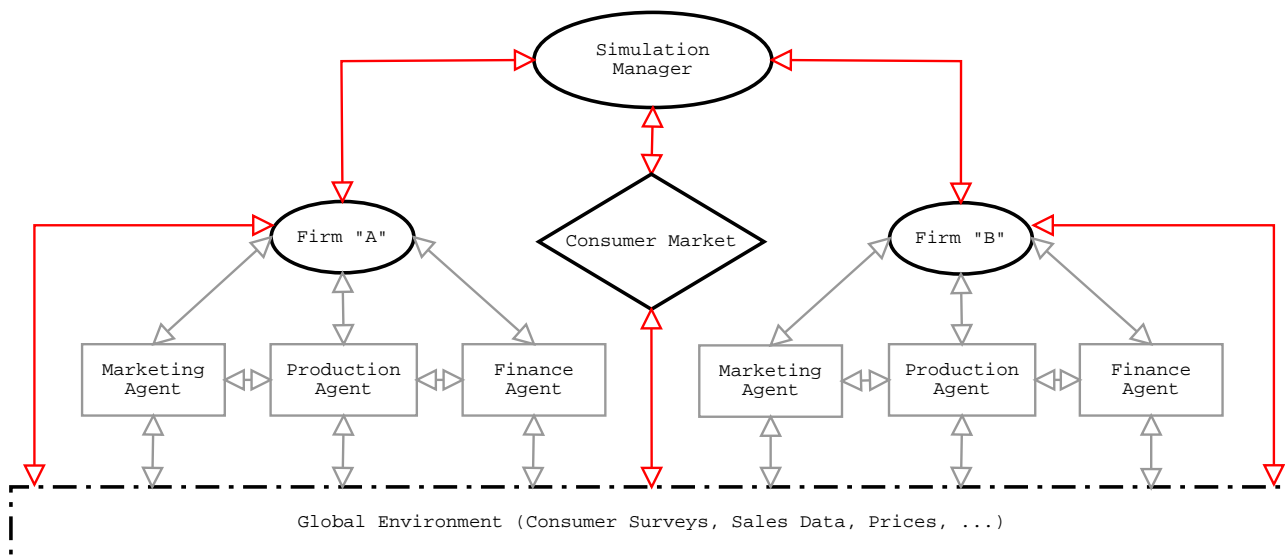 Simulation
Manager
Firm "A"
Consumer Market
Firm "B"
Marketing
Agent
Production
Agent
Finance
Agent
Marketing
Agent
Production
Agent
Finance
Agent
Global Environment (Consumer Surveys, Sales Data, Prices, ...)